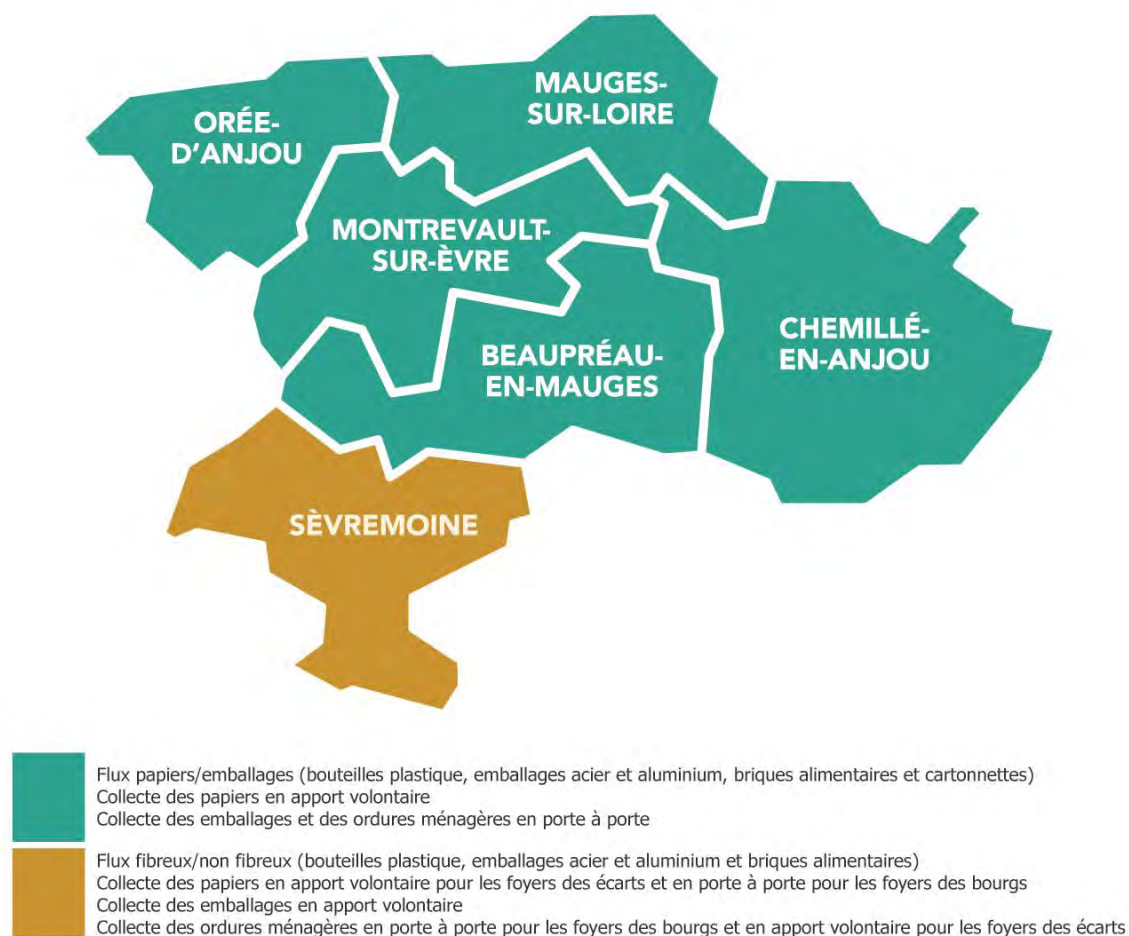 MAUGES-
SUR-LOIRE
ORÉE-
D'ANJOU
MONTREVAULT-
SUR-ÈVRE
CHEMILLÉ-
EN-ANJOU
BEAUPRÉAU-
EN-MAUGES
SÈVREMOINE
Flux papiers/emballages (bouteilles plastique, emballages acier et aluminium, briques alimentaires et cartonnettes)
Collecte des papiers en apport volontaire
Collecte des emballages et des ordures ménagères en porte à porte
Flux fibreux/non fibreux (bouteilles plastique, emballages acier et aluminium et briques alimentaires)
Collecte des papiers en apport volontaire pour les foyers des écarts et en porte à porte pour les foyers des bourgs
Collecte des emballages en apport volontaire
Collecte des ordures ménagères en porte à porte pour les foyers des bourgs et en apport volontaire pour les foyers des écarts